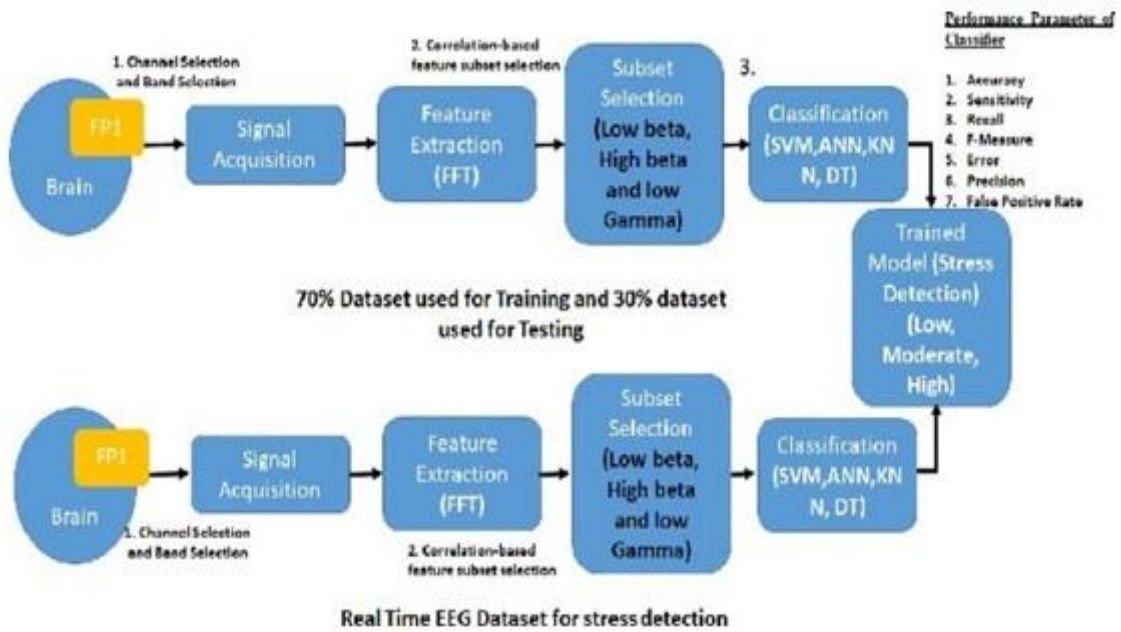 Performance Parameter of
Classifier
1. Accuracy
2. Sensitivity
3. Recall
4. F-Measure
5. Error
6. Precision
7. False Positive Rate
1. Channel Selection
and Band Selection
FP1
Brain
Signal
Acquisition
2. Correlation-based
feature subset selection
Feature
Extraction
(FFT)
Subset
Selection
(Low beta,
High beta
and low
Gamma)
3.
Classification
(SVM,ANN,KN
N, DT)
Trained
Model (Stress
Detection)
(Low,
Moderate,
High)
70% Dataset used for Training and 30% dataset
used for Testing
FP1
Brain
1. Channel Selection
and Band Selection
Signal
Acquisition
Feature
Extraction
(FFT)
2. Correlation-based
feature subset selection
Subset
Selection
(Low beta,
High beta
and low
Gamma)
Classification
(SVM,ANN,KN
N, DT)
Real Time EEG Dataset for stress detection